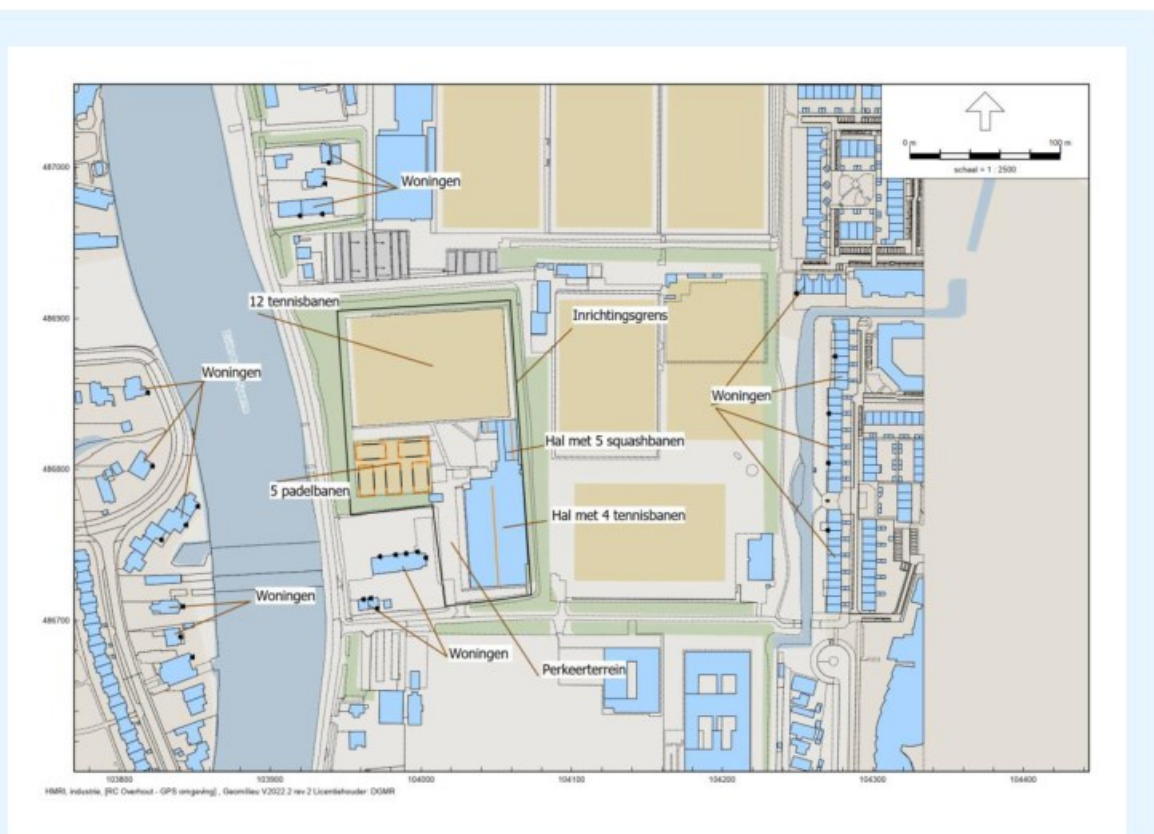 0 m
100 m
schaal = 1 : 2500
487000
Woningen
12 tennisbanen
486900
Inrichtingsgrens
Woningen
Woningen
Hal met 5 squashbanen
486800
5 padelbanen
Hal met 4 tennisbanen
Woningen
486700
Woningen
Perkeerterrein
103800
103900
104000
104100
104200
104300
104400
HMRI, industrie, [RC Overhout - GPS omgeving] , Geomilieu V2022.2 rev 2 Licentiehouder: DGMR